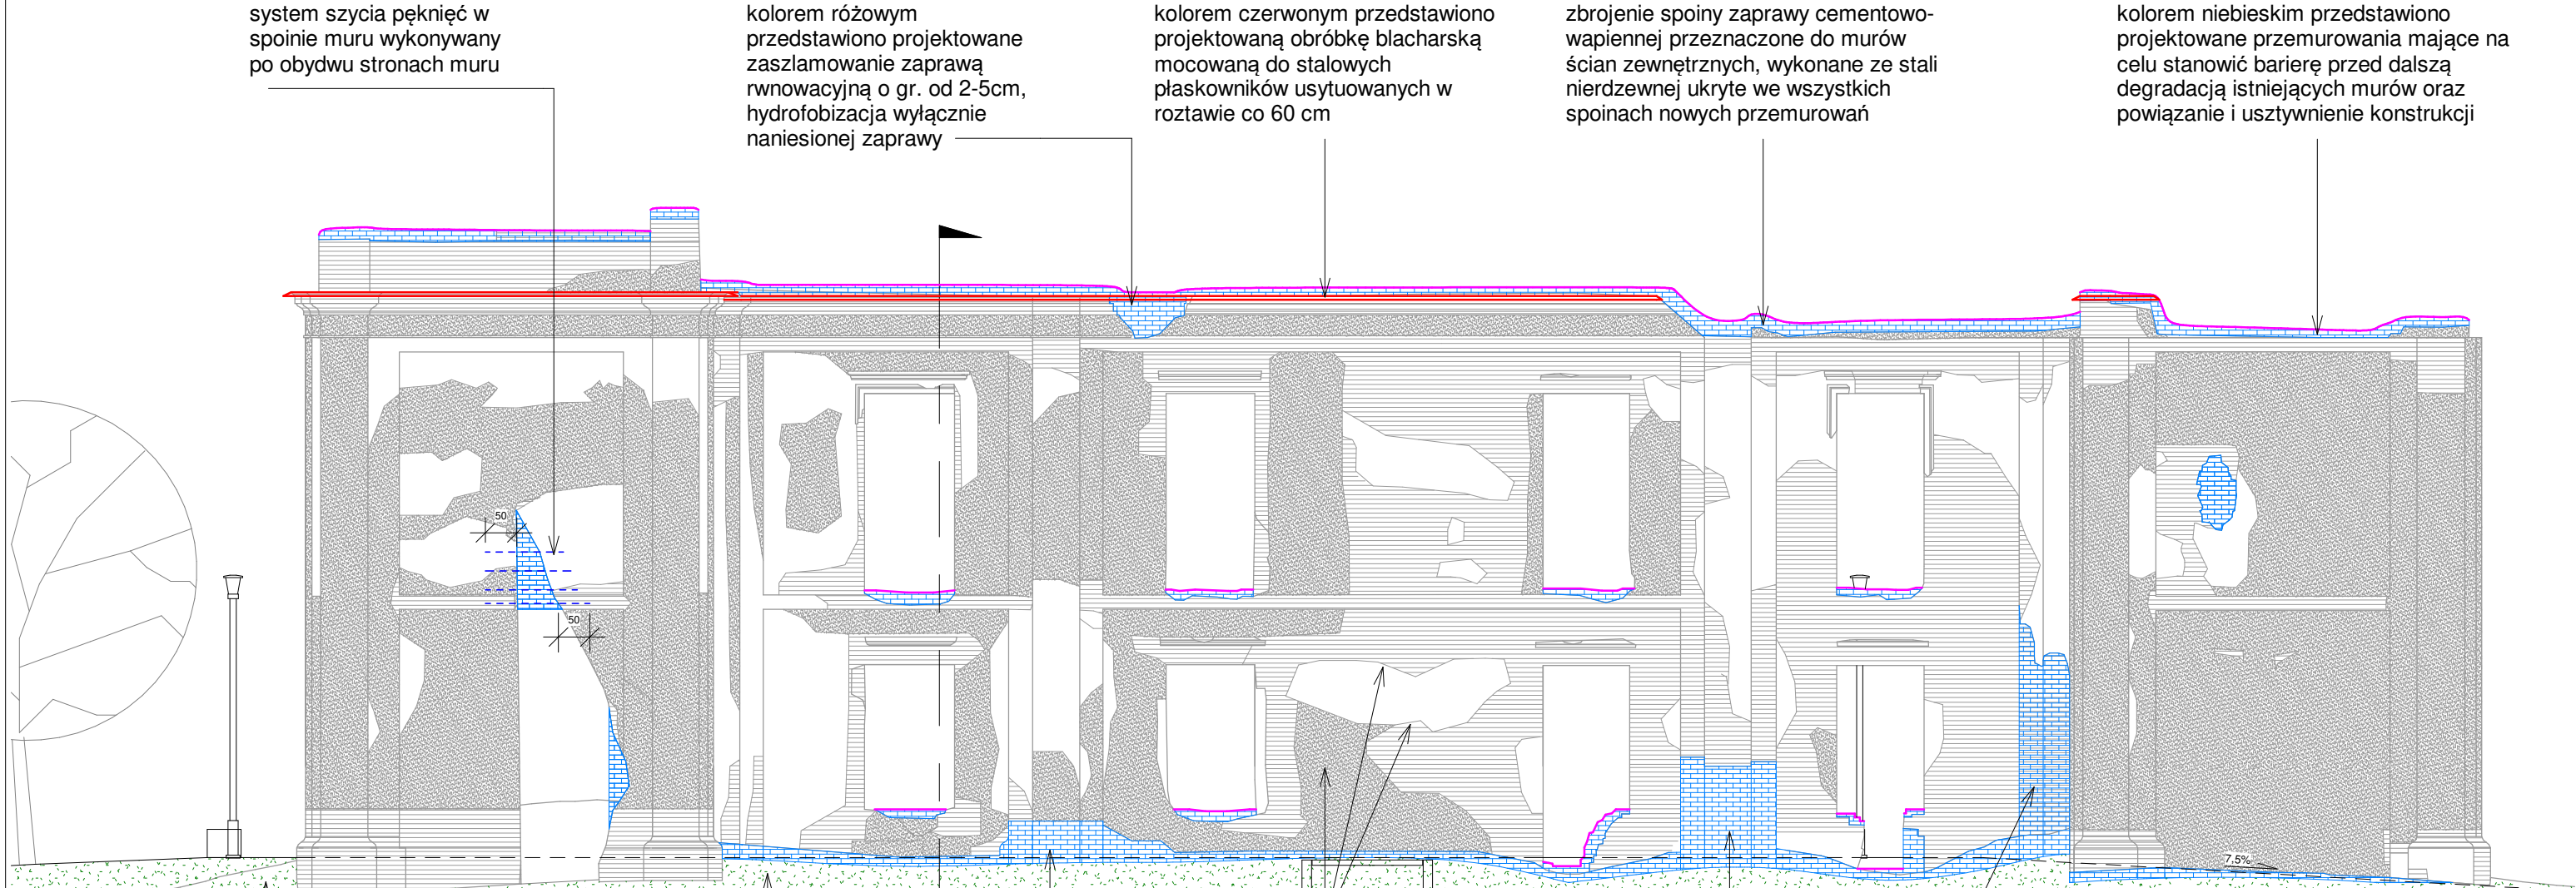 system szycia pęknięć w
spoinie muru wykonywany
po obydwu stronach muru
kolorem różowym
przedstawiono projektowane
zaszlamowanie zaprawą
rwnowacyjną o gr. od 2-5cm,
hydrofobizacja wyłącznie
naniesionej zaprawy
kolorem czerwonym przedstawiono
projektowaną obróbkę blacharską
mocowaną do stalowych
płaskowników usytuowanych w
roztawie co 60 cm
zbrojenie spoiny zaprawy cementowo-
wapiennej przeznaczone do murów
ścian zewnętrznych, wykonane ze stali
nierdzewnej ukryte we wszystkich
spoinach nowych przemurowań
kolorem niebieskim przedstawiono
projektowane przemurowania mające na
celu stanowić barierę przed dalszą
degradacją istniejących murów oraz
powiązanie i usztywnienie konstrukcji
50
50
7,5%